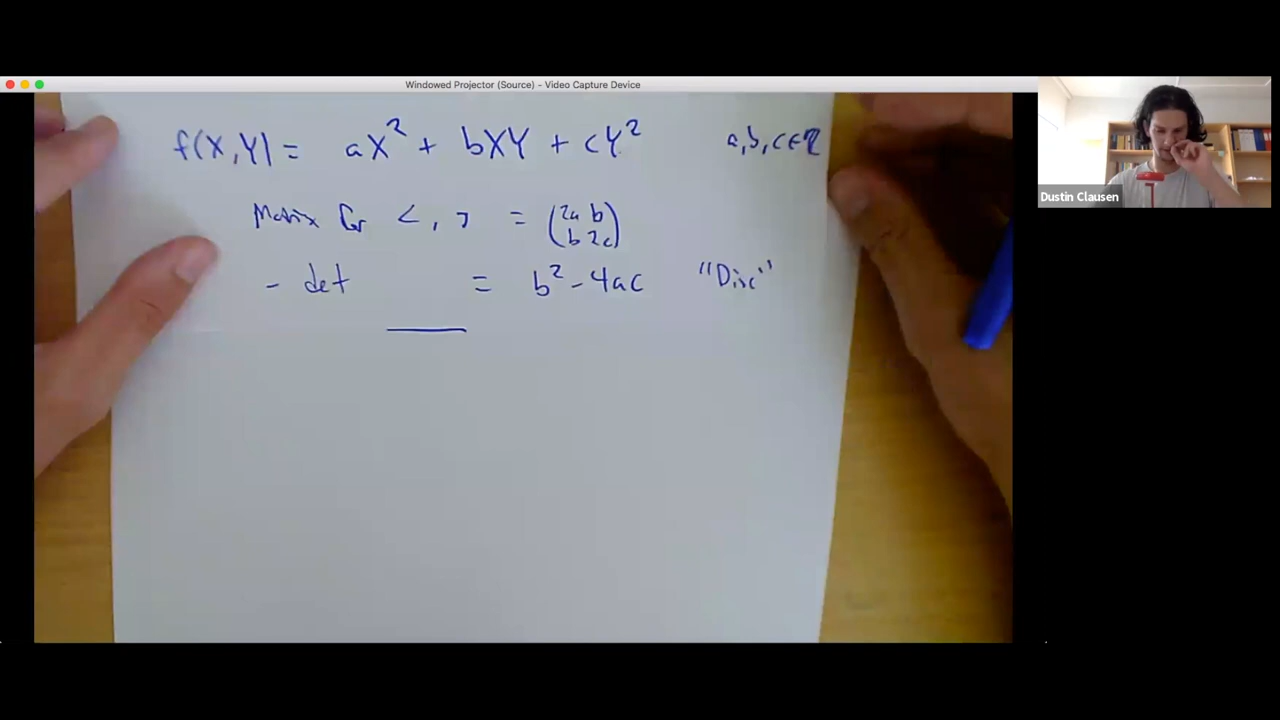 Windowed Projector (Source) - Video Capture Device
f(X,Y) = aX² + bXY + cY² a,b,c∈ℤ
Matrix for < , > = (2a b
b 2c)
- det = b² - 4ac "Disc"
Dustin Clausen